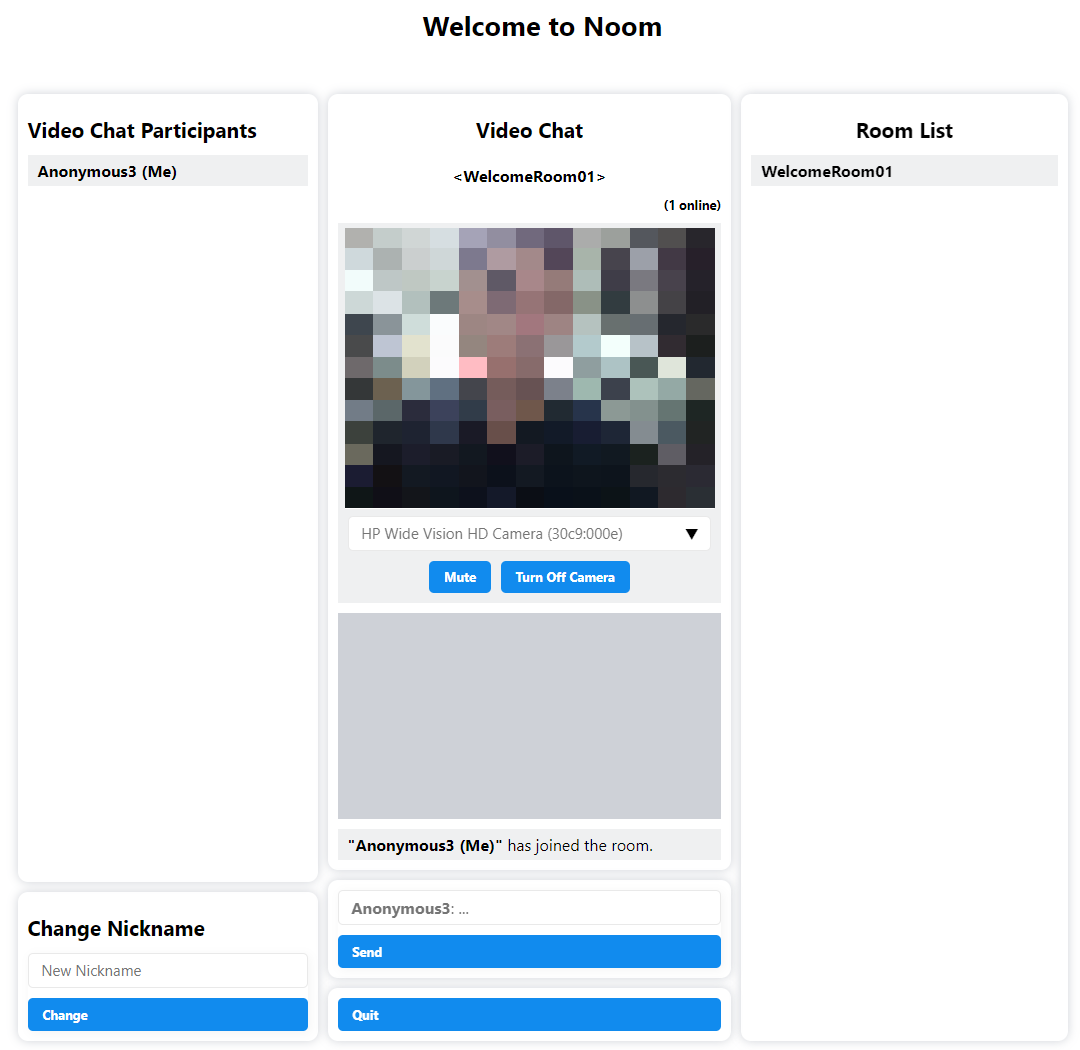 Welcome to Noom
Video Chat Participants
Anonymous3 (Me)
Change Nickname
New Nickname
Change
Video Chat
<WelcomeRoom01>
(1 online)
HP Wide Vision HD Camera (30c9:000e)
Mute
Turn Off Camera
"Anonymous3 (Me)" has joined the room.
Anonymous3: ...
Send
Quit
Room List
WelcomeRoom01